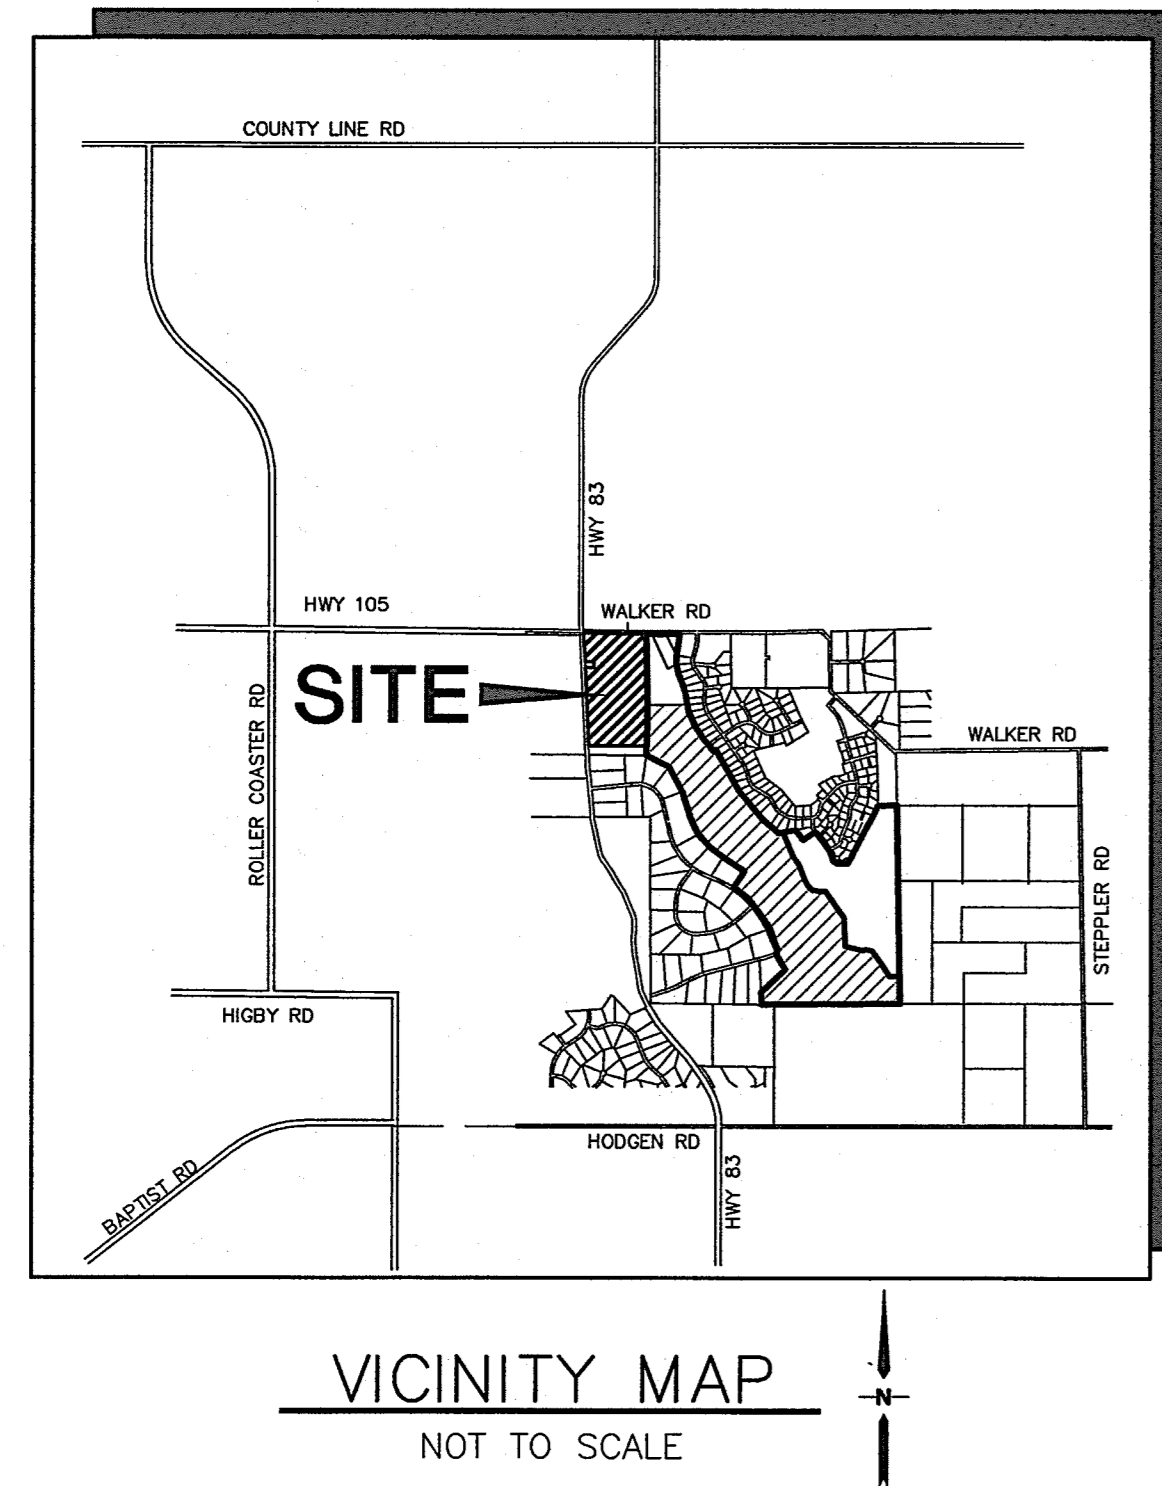 COUNTY LINE RD
HWY 83
HWY 105
WALKER RD
SITE
ROLLER COASTER RD
WALKER RD
STEPPLER RD
HIGBY RD
HODGEN RD
BAPTIST RD
HWY 83
VICINITY MAP
N
NOT TO SCALE